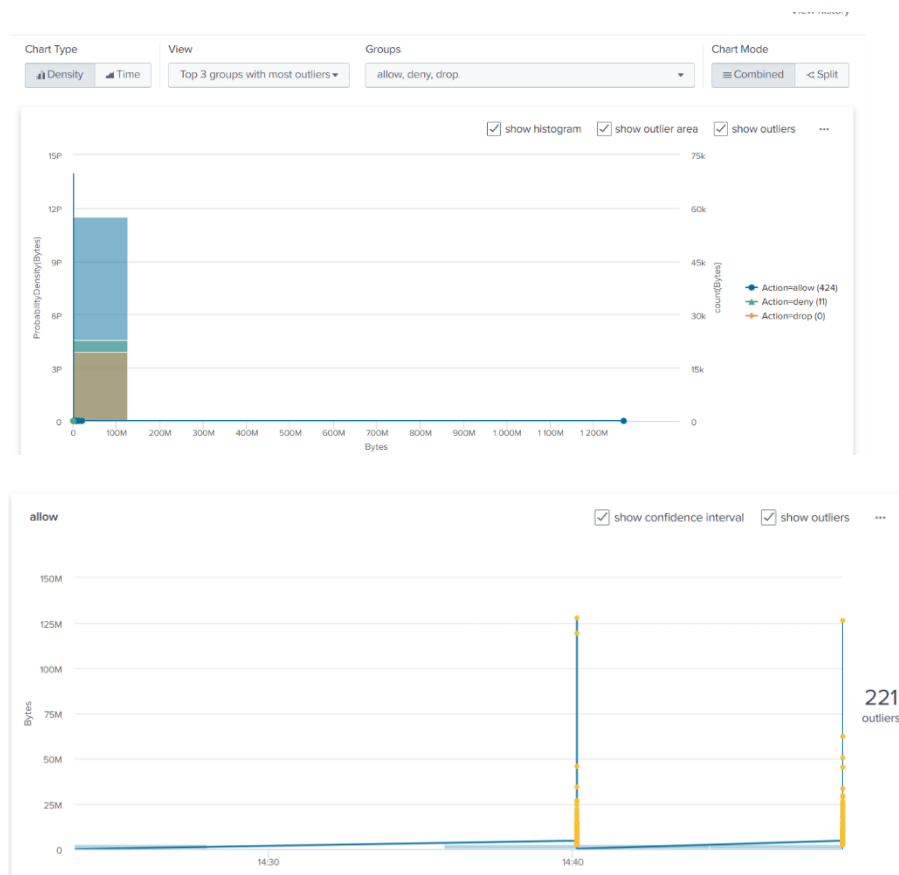 View history
Chart Type
View
Groups
Chart Mode
Density
Time
Top 3 groups with most outliers
allow, deny, drop
Combined
Split
show histogram
show outlier area
show outliers
...
15P
75k
12P
60k
9P
45k
6P
30k
3P
15k
0
0
ProbabilityDensity(Bytes)
count(Bytes)
Action=allow (424)
Action=deny (11)
Action=drop (0)
0
100M
200M
300M
400M
500M
600M
700M
800M
900M
1 000M
1 100M
1 200M
Bytes
allow
show confidence interval
show outliers
...
150M
125M
100M
75M
50M
25M
0
Bytes
221
outliers
14:30
14:40